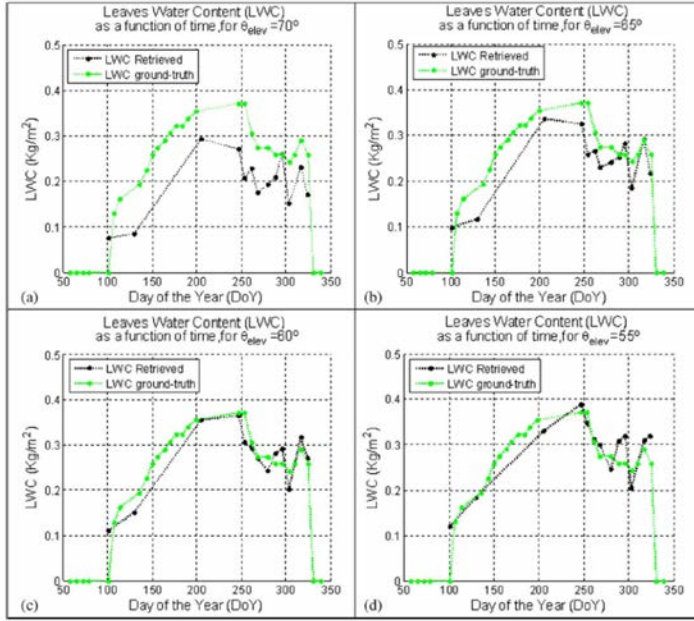 Leaves Water Content (LWC)
as a function of time,for θelev =70º
LWC Retrieved
LWC ground-truth
0.5
0.4
0.3
0.2
0.1
0
LWC (Kg/m²)
50 100 150 200 250 300 350
(a)
Day of the Year (DoY)
Leaves Water Content (LWC)
as a function of time,for θelev =65º
LWC Retrieved
LWC ground-truth
0.5
0.4
0.3
0.2
0.1
0
LWC (Kg/m²)
50 100 150 200 250 300 350
(b)
Day of the Year (DoY)
Leaves Water Content (LWC)
as a function of time,for θelev =60º
LWC Retrieved
LWC ground-truth
0.5
0.4
0.3
0.2
0.1
0
LWC (Kg/m²)
50 100 150 200 250 300 350
(c)
Day of the Year (DoY)
Leaves Water Content (LWC)
as a function of time,for θelev =55º
LWC Retrieved
LWC ground-truth
0.5
0.4
0.3
0.2
0.1
0
LWC (Kg/m²)
50 100 150 200 250 300 350
(d)
Day of the Year (DoY)